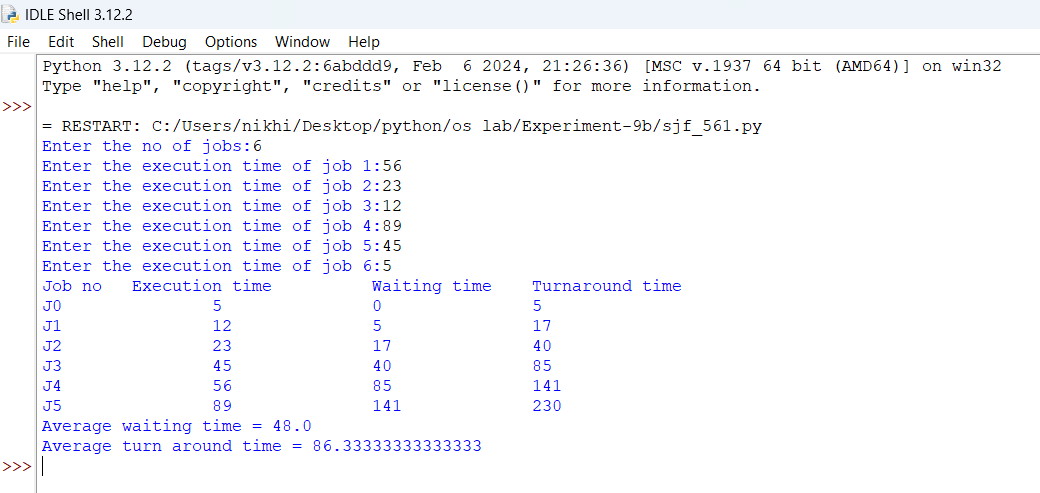 IDLE Shell 3.12.2
File Edit Shell Debug Options Window Help
Python 3.12.2 (tags/v3.12.2:6abddd9, Feb  6 2024, 21:26:36) [MSC v.1937 64 bit (AMD64)] on win32
Type "help", "copyright", "credits" or "license()" for more information.
>>>
= RESTART: C:/Users/nikhi/Desktop/python/os lab/Experiment-9b/sjf_561.py
Enter the no of jobs:6
Enter the execution time of job 1:56
Enter the execution time of job 2:23
Enter the execution time of job 3:12
Enter the execution time of job 4:89
Enter the execution time of job 5:45
Enter the execution time of job 6:5
Job no   Execution time          Waiting time    Turnaround time
J0               5               0               5
J1               12              5               17
J2               23              17              40
J3               45              40              85
J4               56              85              141
J5               89              141             230
Average waiting time = 48.0
Average turn around time = 86.33333333333333
>>>